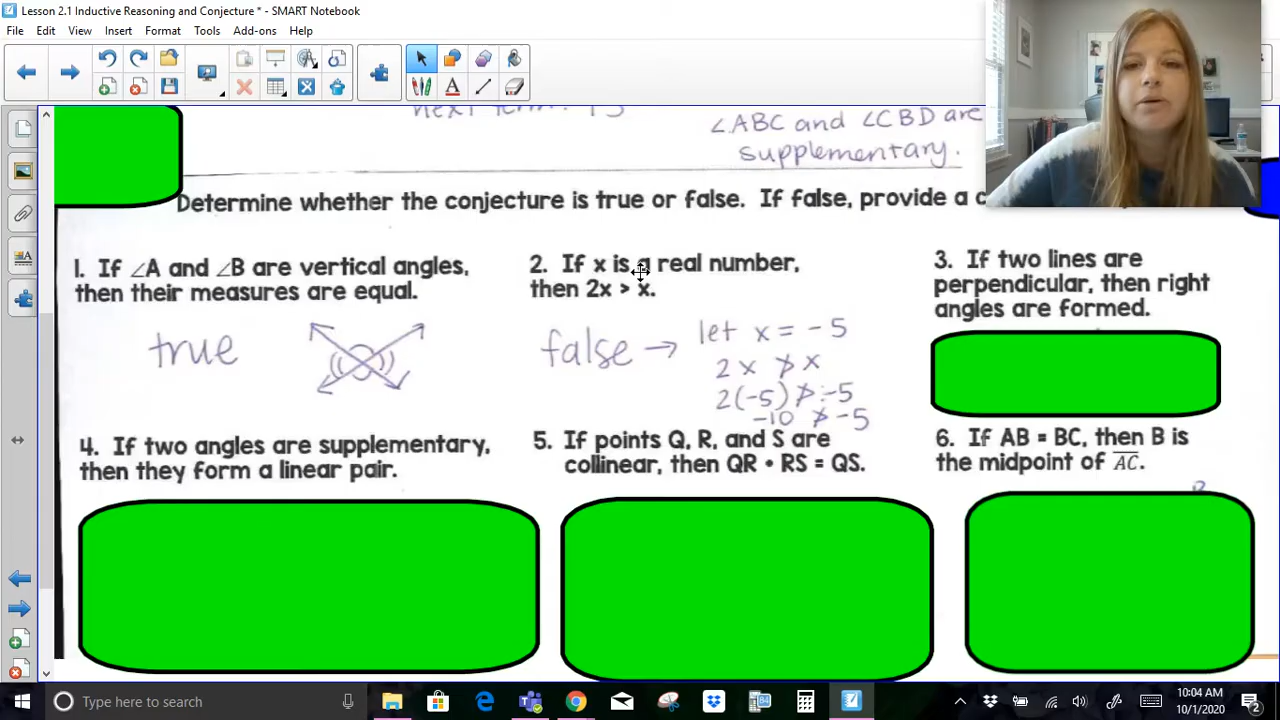 Lesson 2.1 Inductive Reasoning and Conjecture * - SMART Notebook
File Edit View Insert Format Tools Add-ons Help
∠ABC and ∠CBD are
supplementary.
Determine whether the conjecture is true or false. If false, provide a c
1. If ∠A and ∠B are vertical angles,
then their measures are equal.
true
2. If x is a real number,
then 2x > x.
false → let x = -5
2x ≯ x
2(-5) ≯ -5
-10 ≯ -5
3. If two lines are
perpendicular, then right
angles are formed.
4. If two angles are supplementary,
then they form a linear pair.
5. If points Q, R, and S are
collinear, then QR • RS = QS.
6. If AB = BC, then B is
the midpoint of A̅C̅.
Type here to search
10:04 AM
10/1/2020
2